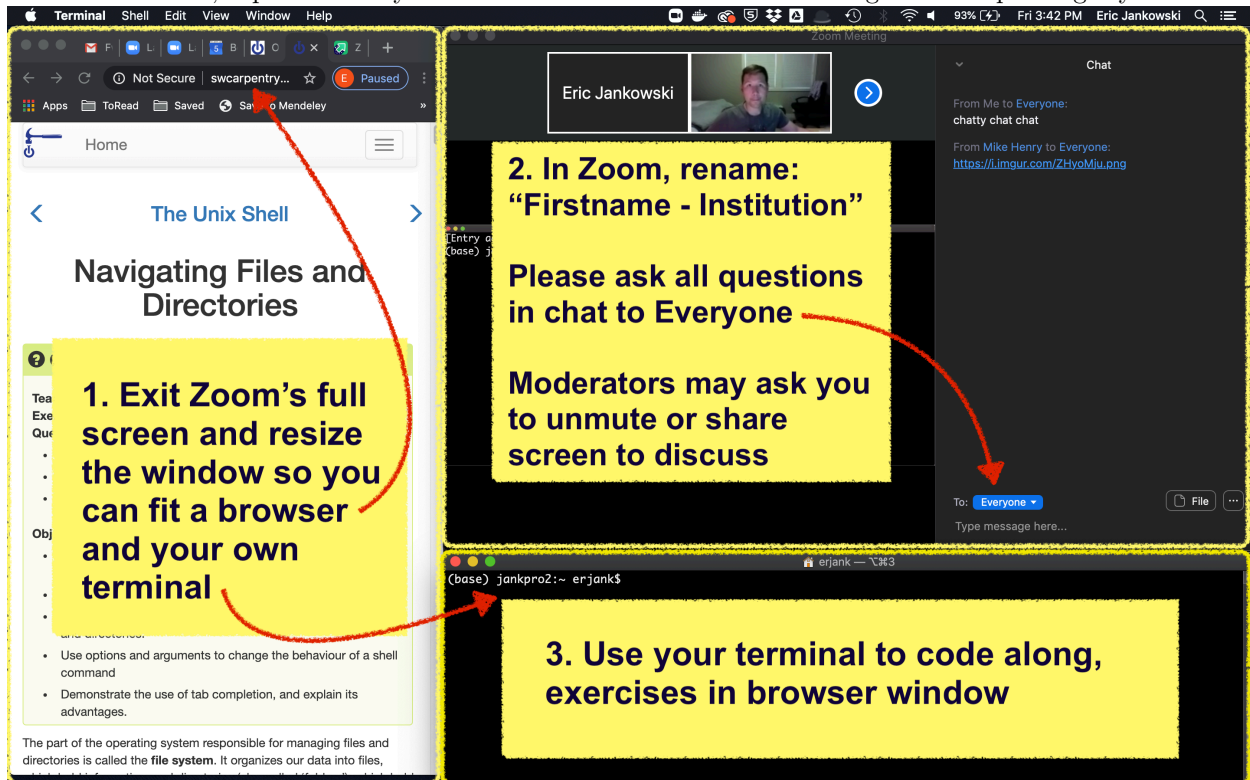 Terminal Shell Edit View Window Help
93% Fri 3:42 PM Eric Jankowski
Not Secure swcarpentry... E Paused
Apps ToRead Saved Mendeley »
Home
The Unix Shell
Navigating Files and
Directories
1. Exit Zoom’s full
screen and resize
the window so you
can fit a browser
and your own
terminal
Use options and arguments to change the behaviour of a shell
command
Demonstrate the use of tab completion, and explain its
advantages.
The part of the operating system responsible for managing files and
directories is called the file system. It organizes our data into files,
Zoom Meeting
Eric Jankowski
[Entry
(base)
2. In Zoom, rename:
“Firstname - Institution”
Please ask all questions
in chat to Everyone
Moderators may ask you
to unmute or share
screen to discuss
Chat
From Me to Everyone:
chatty chat chat
From Mike Henry to Everyone:
https://i.imgur.com/ZHyoMju.png
To: Everyone File ...
Type message here...
erjank — ⌥⌘3
(base) jankpro2:~ erjank$
3. Use your terminal to code along,
exercises in browser window